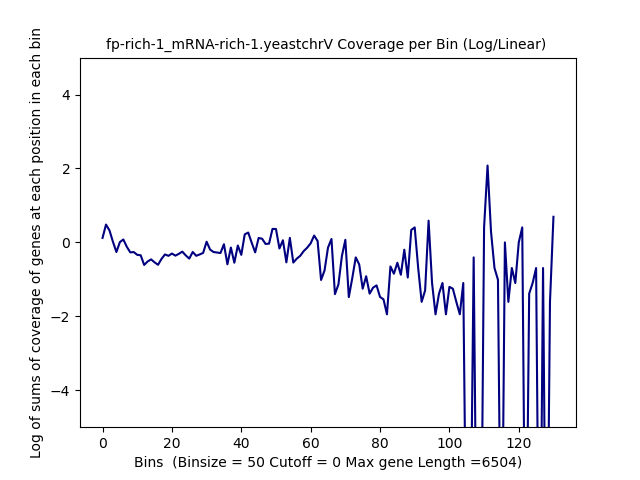 fp-rich-1_mRNA-rich-1.yeastchrV Coverage per Bin (Log/Linear)
Log of sums of coverage of genes at each position in each bin
4
2
0
−2
−4
0 20 40 60 80 100 120
Bins (Binsize = 50 Cutoff = 0 Max gene Length =6504)